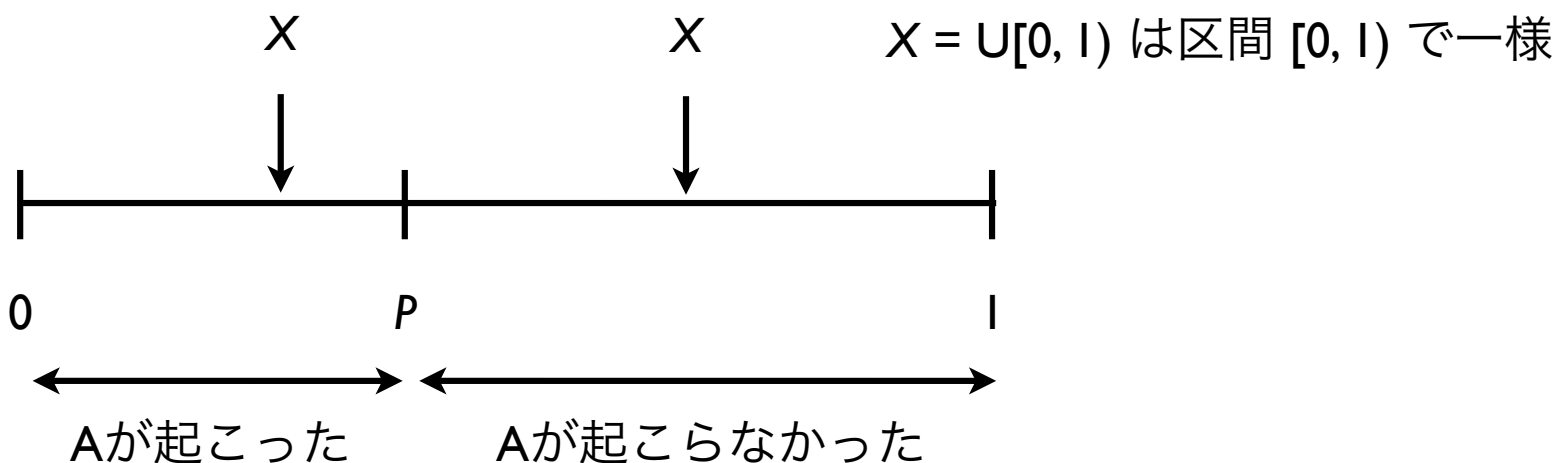 X
X
X = U[0, 1) は区間 [0, 1) で一様
0
P
1
Aが起こった
Aが起こらなかった